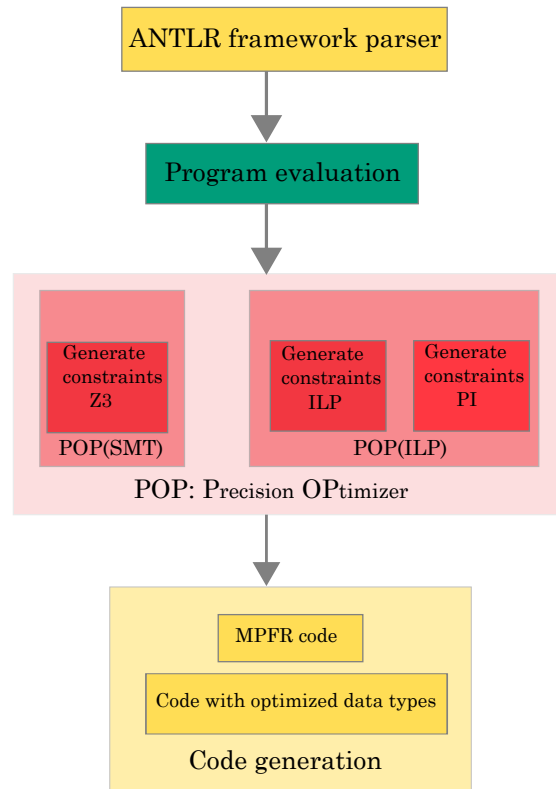 ANTLR framework parser
Program evaluation
Generate
constraints
Z3
POP(SMT)
Generate
constraints
ILP
Generate
constraints
PI
POP(ILP)
POP: Precision OPtimizer
MPFR code
Code with optimized data types
Code generation